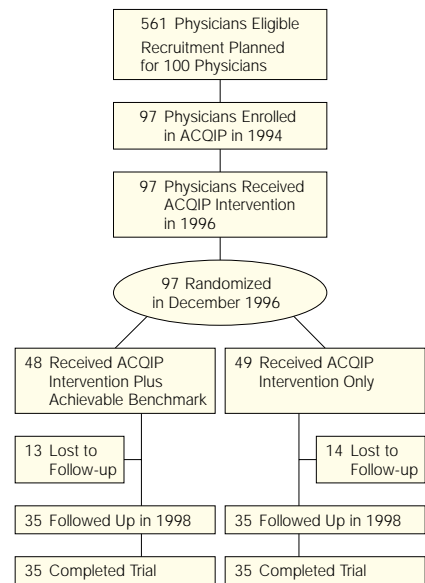 561 Physicians Eligible
Recruitment Planned
for 100 Physicians
97 Physicians Enrolled
in ACQIP in 1994
97 Physicians Received
ACQIP Intervention
in 1996
97 Randomized
in December 1996
48 Received ACQIP
Intervention Plus
Achievable Benchmark
49 Received ACQIP
Intervention Only
13 Lost to
Follow-up
14 Lost to
Follow-up
35 Followed Up in 1998
35 Followed Up in 1998
35 Completed Trial
35 Completed Trial